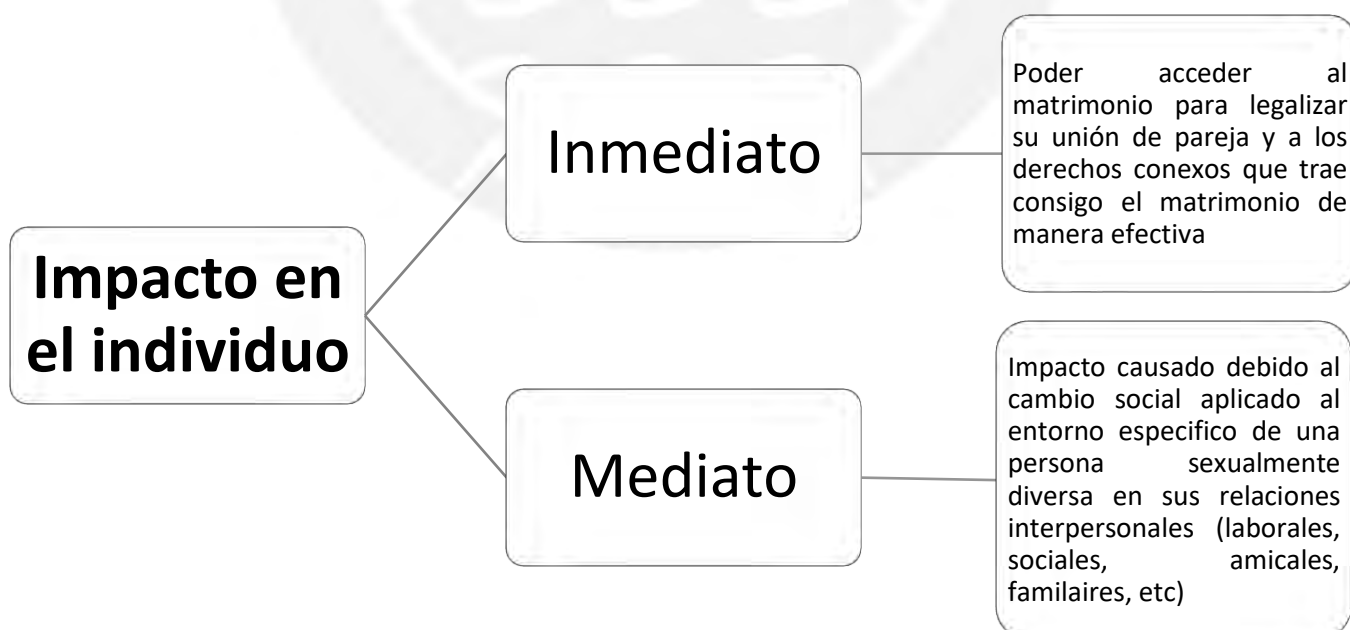 Impacto en
el individuo
Inmediato
Poder acceder al
matrimonio para legalizar
su unión de pareja y a los
derechos conexos que trae
consigo el matrimonio de
manera efectiva
Mediato
Impacto causado debido al
cambio social aplicado al
entorno especifico de una
persona sexualmente
diversa en sus relaciones
interpersonales (laborales,
sociales, amicales,
familaires, etc)